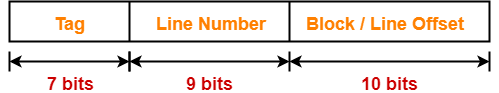 Tag Line Number Block / Line Offset
7 bits 9 bits 10 bits